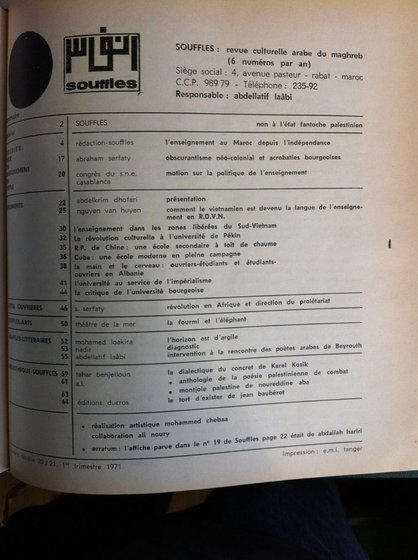 أنفاس
souffles
SOUFFLES : revue culturelle arabe du maghreb
(6 numéros par an)
Siège social : 4, avenue pasteur - rabat - maroc
C.C.P. 989 79 - Téléphone : 235-92
Responsable : abdellatif laâbi
2 SOUFFLES non à l'état fantoche palestinien
4 rédaction-souffles l'enseignement au Maroc depuis l'indépendance
17 abraham serfaty obscurantisme néo-colonial et acrobaties bourgeoises
20 congrès du s.n.e. motion sur la politique de l'enseignement
casablanca
22 abdelkrim dhofari présentation
25 nguyen van huyen comment le vietnamien est devenu la langue de l'enseigne-
ment en R.D.V.N.
30 l'enseignement dans les zones libérées du Sud-Vietnam
32 La révolution culturelle à l'université de Pékin
35 R.P. de Chine : une école secondaire à toit de chaume
36 Cuba : une école moderne en pleine campagne
38 la main et le cerveau : ouvriers-étudiants et étudiants-
ouvriers en Albanie
41 l'université au service de l'impérialisme
44 la critique de l'université bourgeoise
OUVRIERES 46 s. serfaty révolution en Afrique et direction du prolétariat
ARTS 50 théâtre de la mer la fourmi et l'éléphant
LITTERAIRES 52 mohamed loakira l'horizon est d'argile
53 nadir diagnostic
55 abdellatif laâbi intervention à la rencontre des poètes arabes de Beyrouth
SOUFFLES 59 tahar benjelloun la dialectique du concret de Karel Kosik
61 a.l. • anthologie de la poésie palestinienne de combat
63 • montjoie palestine de noureddine aba
64 éditions ducros le tort d'exister de jean baubérot
• réalisation artistique mohammed chebaa
collaboration ali noury
• erratum : l'affiche parue dans le n° 19 de Souffles page 22 était de abdallah hariri
20/21. 1er trimestre 1971 impression : e.m.i. tanger